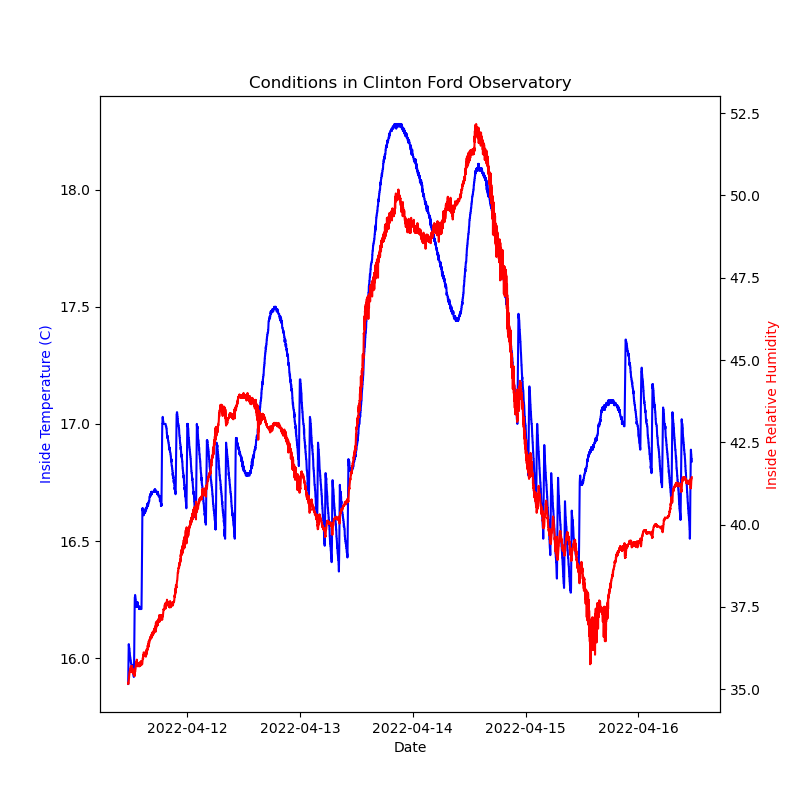 Conditions in Clinton Ford Observatory
18.0
17.5
17.0
16.5
16.0
Inside Temperature (C)
52.5
50.0
47.5
45.0
42.5
40.0
37.5
35.0
Inside Relative Humidity
2022-04-12 2022-04-13 2022-04-14 2022-04-15 2022-04-16
Date